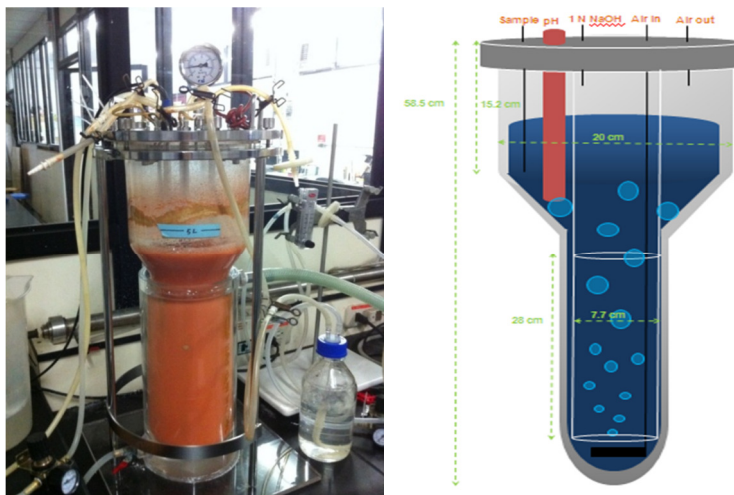 Sample pH 1 N NaOH Air in Air out
58.5 cm
15.2 cm
20 cm
28 cm
7.7 cm